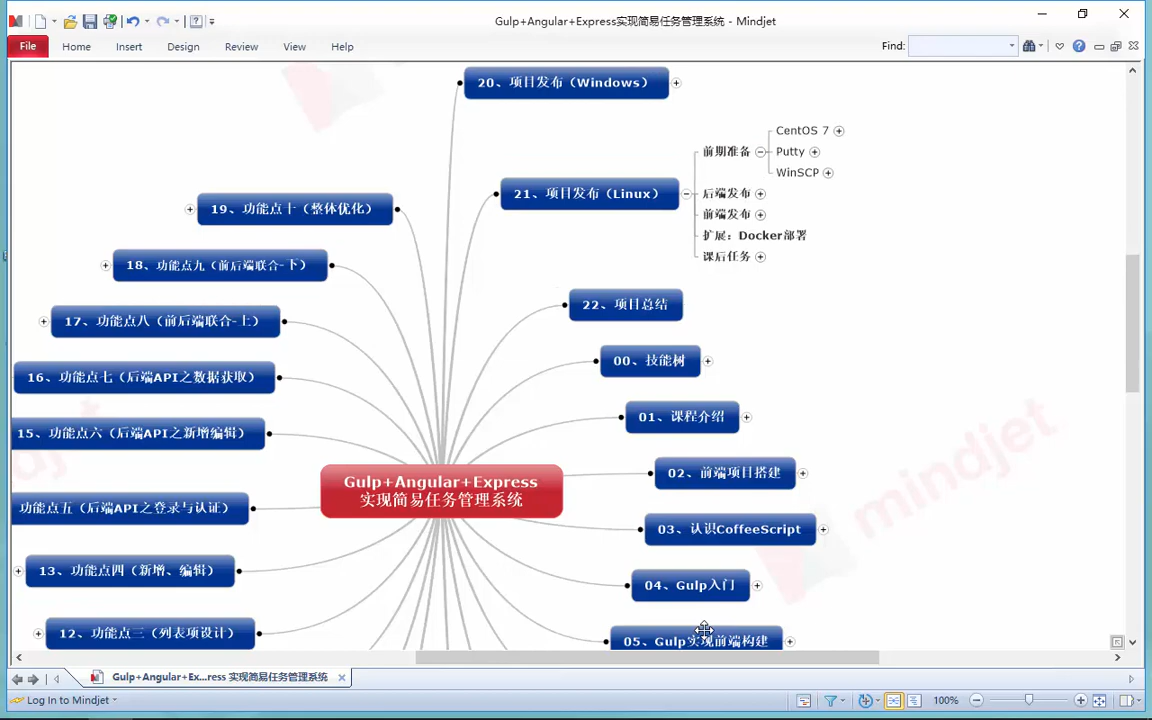 Gulp+Angular+Express实现简易任务管理系统 - Mindjet
File Home Insert Design Review View Help Find:
20、项目发布（Windows）
21、项目发布（Linux）
前期准备
CentOS 7
Putty
WinSCP
后端发布
前端发布
扩展：Docker部署
课后任务
22、项目总结
00、技能树
01、课程介绍
02、前端项目搭建
03、认识CoffeeScript
04、Gulp入门
05、Gulp实现前端构建
19、功能点十（整体优化）
18、功能点九（前后端联合-下）
17、功能点八（前后端联合-上）
16、功能点七（后端API之数据获取）
15、功能点六（后端API之新增编辑）
功能点五（后端API之登录与认证）
13、功能点四（新增、编辑）
12、功能点三（列表项设计）
Gulp+Angular+Express
实现简易任务管理系统
mindjet
Gulp+Angular+Ex...ress 实现简易任务管理系统
Log In to Mindjet
100%